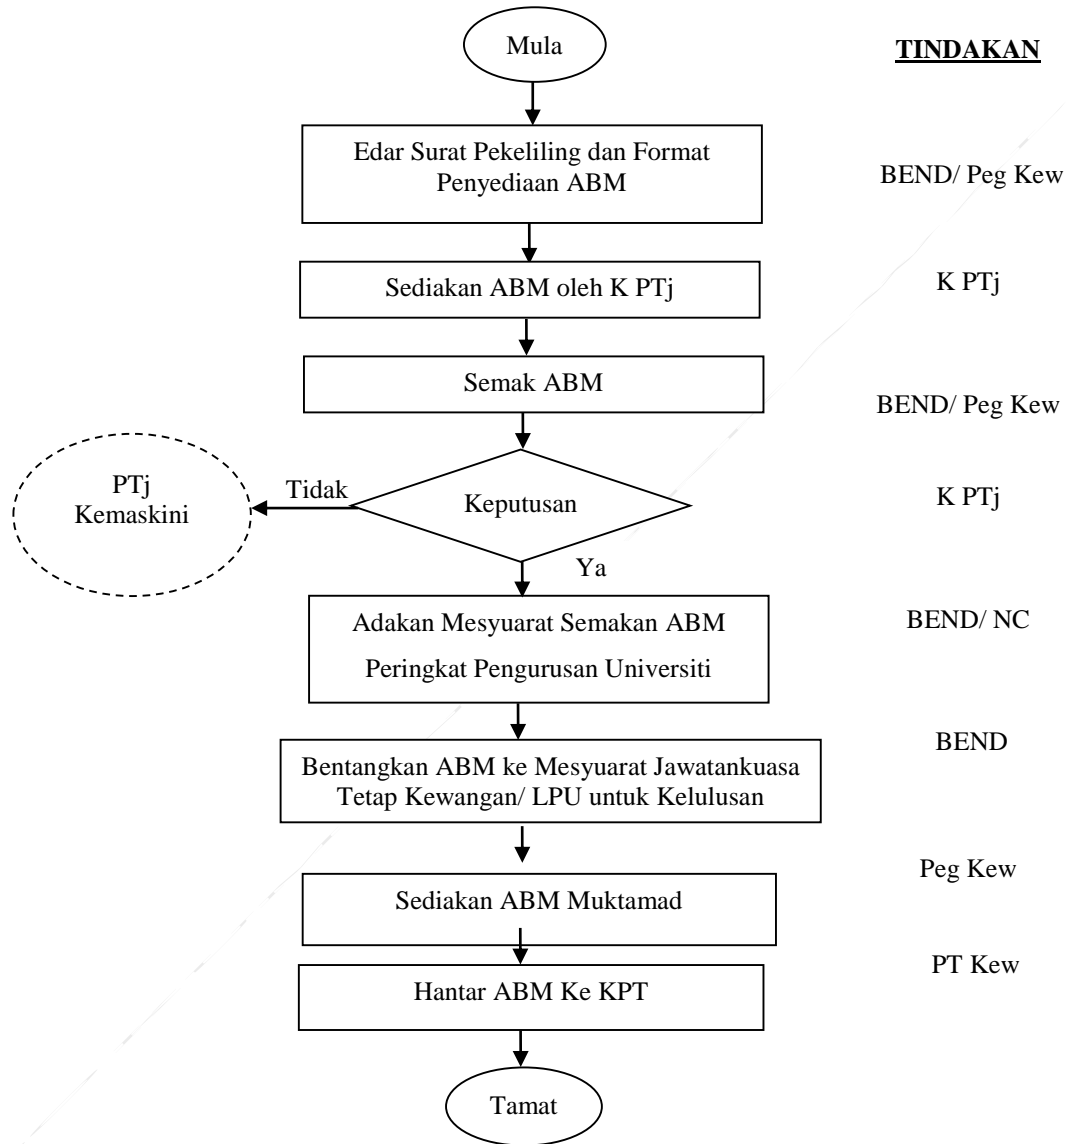 Mula
TINDAKAN
Edar Surat Pekeliling dan Format
Penyediaan ABM
BEND/ Peg Kew
Sediakan ABM oleh K PTj
K PTj
Semak ABM
BEND/ Peg Kew
PTj
Kemaskini
Tidak
Keputusan
K PTj
Ya
Adakan Mesyuarat Semakan ABM
Peringkat Pengurusan Universiti
BEND/ NC
Bentangkan ABM ke Mesyuarat Jawatankuasa
Tetap Kewangan/ LPU untuk Kelulusan
BEND
Sediakan ABM Muktamad
Peg Kew
Hantar ABM Ke KPT
PT Kew
Tamat